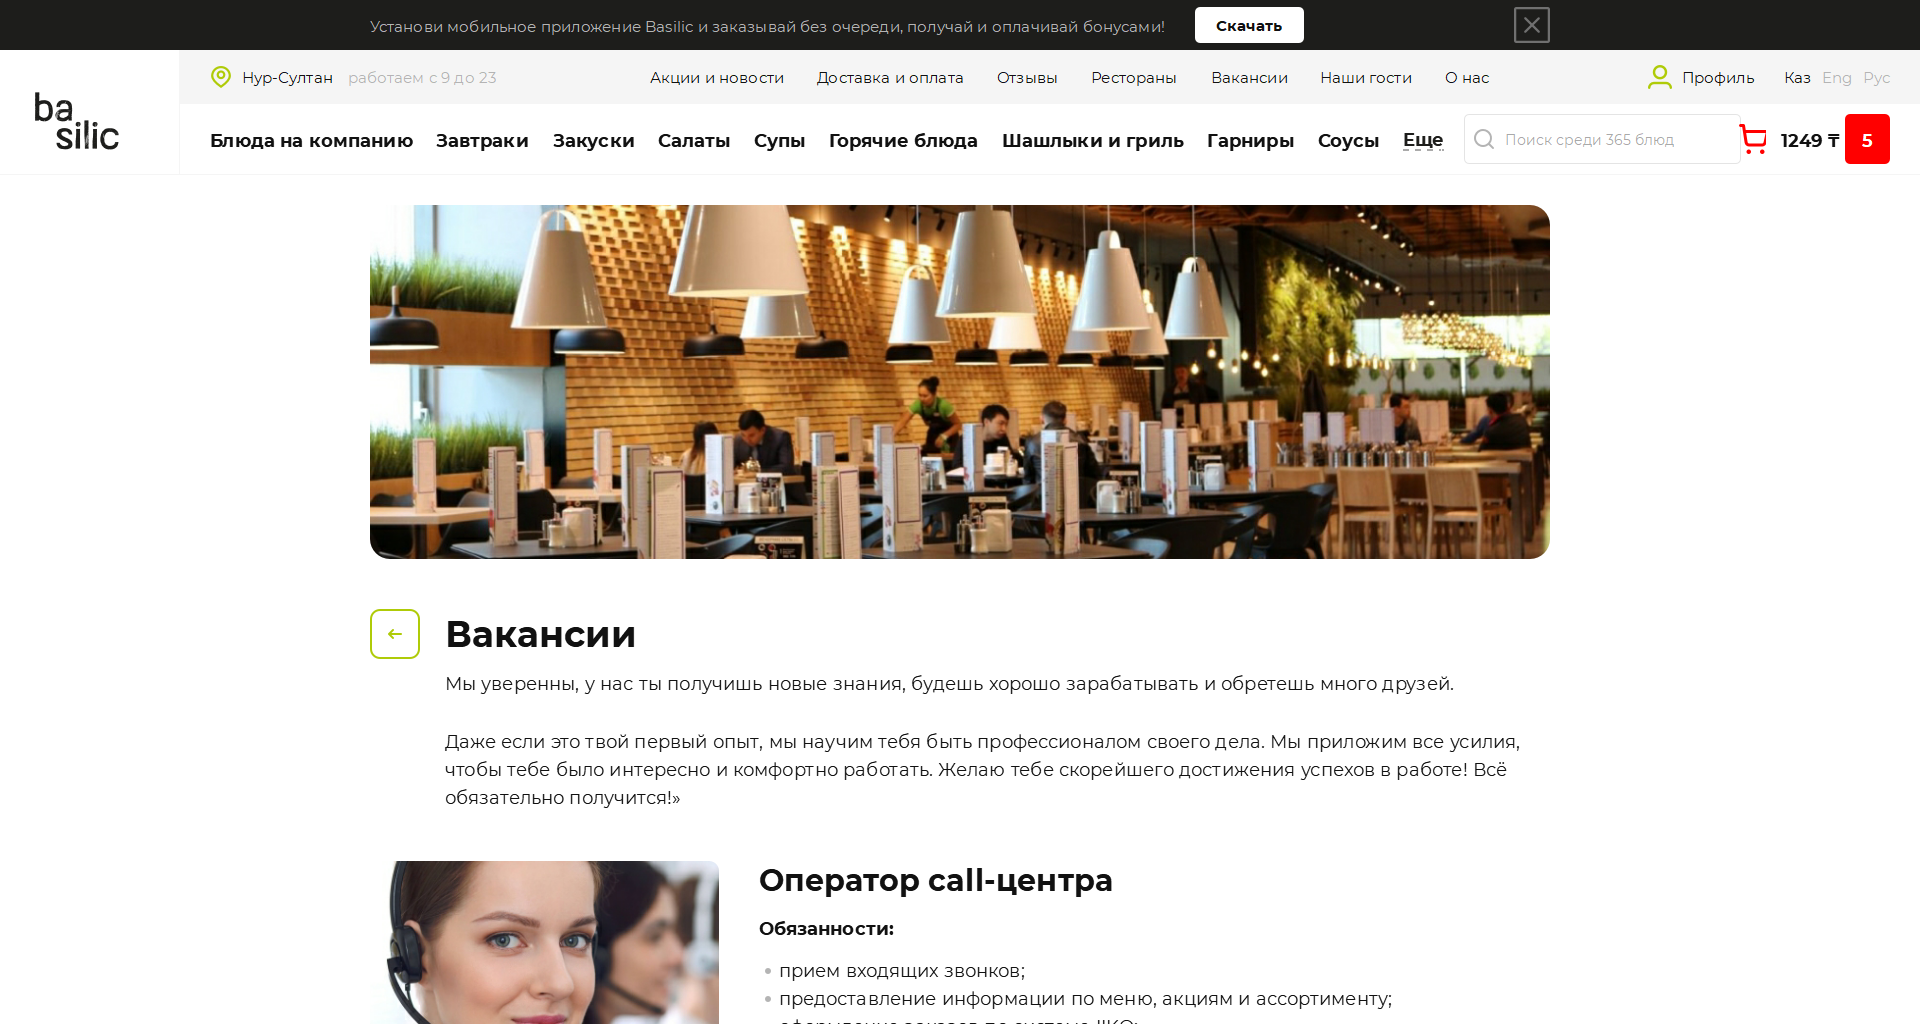 Установи мобильное приложение Basilic и заказывай без очереди, получай и оплачивай бонусами!
Скачать
ba
silic
Нур-Султан
работаем с 9 до 23
Акции и новости
Доставка и оплата
Отзывы
Рестораны
Вакансии
Наши гости
О нас
Профиль
Каз
Eng
Рус
Блюда на компанию
Завтраки
Закуски
Салаты
Супы
Горячие блюда
Шашлыки и гриль
Гарниры
Соусы
Еще
Поиск среди 365 блюд
1249 ₸
5
Вакансии
Мы уверенны, у нас ты получишь новые знания, будешь хорошо зарабатывать и обретешь много друзей.
Даже если это твой первый опыт, мы научим тебя быть профессионалом своего дела. Мы приложим все усилия,
чтобы тебе было интересно и комфортно работать. Желаю тебе скорейшего достижения успехов в работе! Всё
обязательно получится!»
Оператор call-центра
Обязанности:
прием входящих звонков;
предоставление информации по меню, акциям и ассортименту;